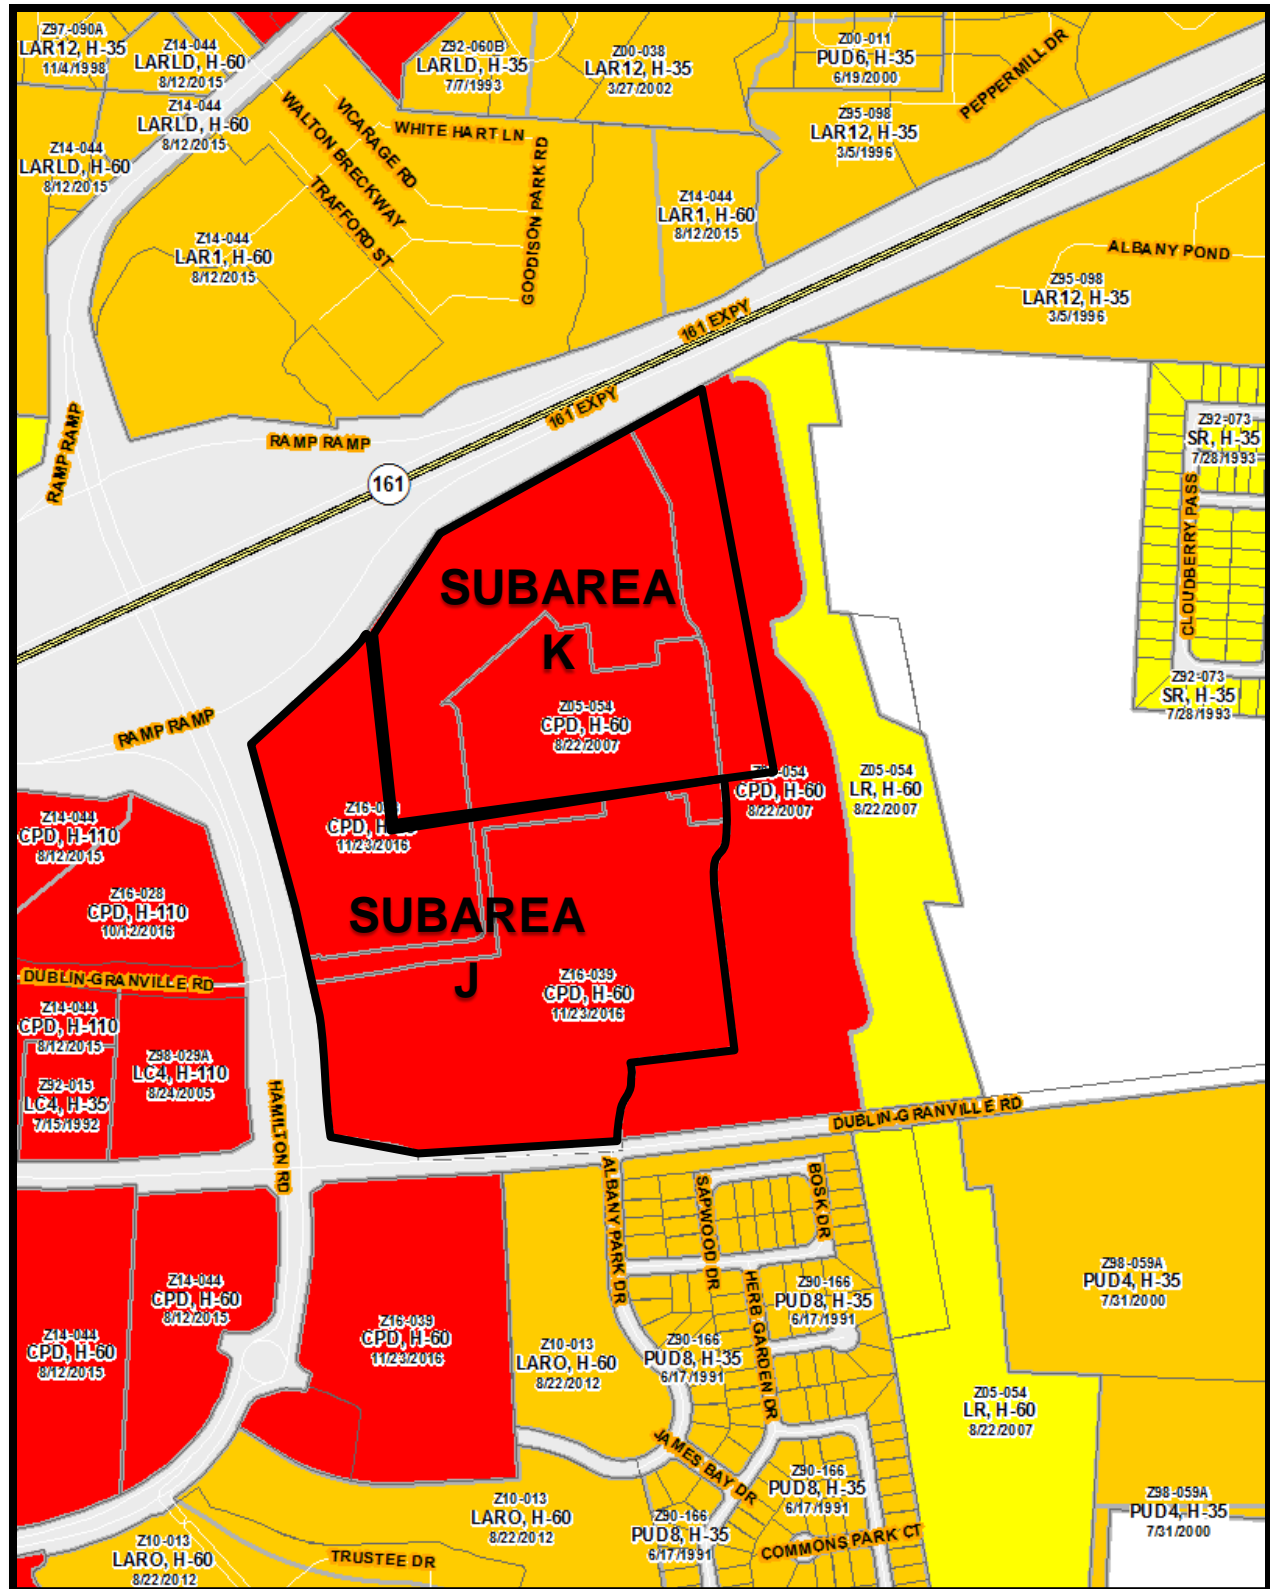 Z97-090A
LAR12, H-35
11/4/1998
Z14-044
LARLD, H-60
8/12/2015
Z92-060B
LARLD, H-35
7/7/1993
Z00-038
LAR12, H-35
3/27/2002
Z00-011
PUD6, H-35
6/19/2000
PEPPERMILL DR
Z14-044
LARLD, H-60
8/12/2015
WALTON BRECKWAY
VICARAGE RD
WHITE HART LN
Z95-098
LAR12, H-35
3/5/1996
Z14-044
LARLD, H-60
8/12/2015
TRAFFORD ST
GOODISON PARK RD
Z14-044
LAR1, H-60
8/12/2015
Z14-044
LAR1, H-60
8/12/2015
ALBANY POND
Z95-098
LAR12, H-35
3/5/1996
161 EXPY
161 EXPY
RAMP RAMP
RAMP RAMP
161
Z92-073
SR, H-35
7/28/1993
CLOUDBERRY PASS
SUBAREA
K
Z92-073
SR, H-35
7/28/1993
RAMP RAMP
Z05-054
CPD, H-60
8/22/2007
CPD, H-60
8/22/2007
Z05-054
LR, H-60
8/22/2007
CPD,
11/23/2016
Z14-044
CPD, H-110
8/12/2015
Z16-028
CPD, H-110
10/12/2016
SUBAREA
J
DUBLIN-GRANVILLE RD
Z16-039
CPD, H-60
11/23/2016
Z14-044
CPD, H-110
8/12/2015
Z98-029A
LC4, H-110
8/24/2005
Z92-015
LC4, H-35
7/15/1992
HAMILTON RD
DUBLIN-GRANVILLE RD
ALBANY PARK DR
SAPWOOD DR
BOSK DR
HERB GARDEN DR
Z14-044
CPD, H-60
8/12/2015
Z90-166
PUD8, H-35
6/17/1991
Z98-059A
PUD4, H-35
7/31/2000
Z14-044
CPD, H-60
8/12/2015
Z16-039
CPD, H-60
11/23/2016
Z10-013
LARO, H-60
8/22/2012
Z90-166
PUD8, H-35
6/17/1991
Z05-054
LR, H-60
8/22/2007
JAMES BAY DR
Z90-166
PUD8, H-35
6/17/1991
Z98-059A
PUD4, H-35
7/31/2000
Z10-013
LARO, H-60
8/22/2012
Z90-166
PUD8, H-35
6/17/1991
COMMONS PARK CT
Z10-013
LARO, H-60
8/22/2012
TRUSTEE DR